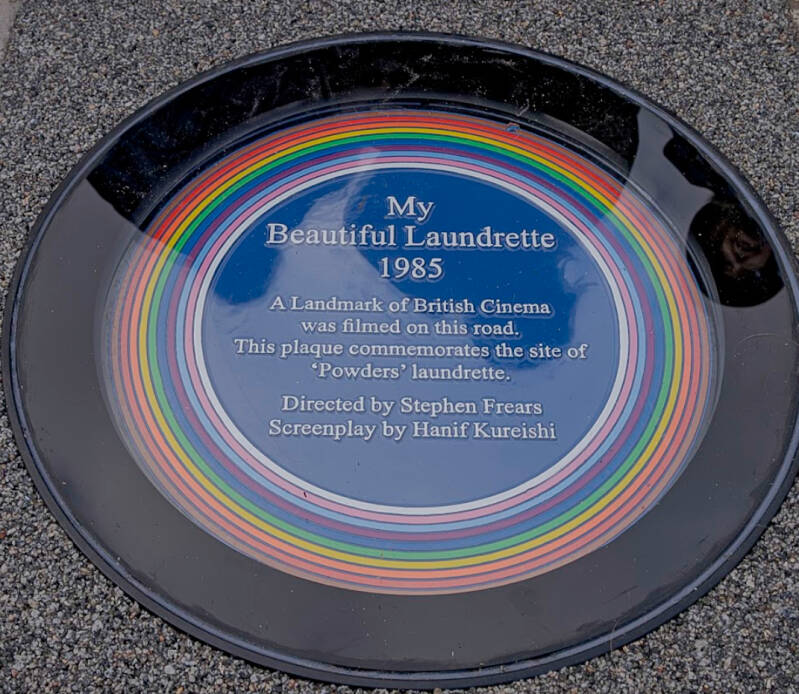 My
Beautiful Laundrette
1985
A Landmark of British Cinema
was filmed on this road.
This plaque commemorates the site of
‘Powders’ laundrette.
Directed by Stephen Frears
Screenplay by Hanif Kureishi